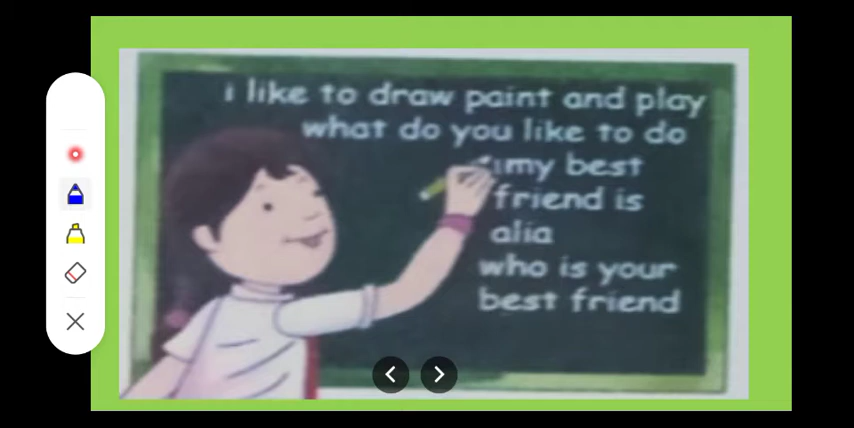 i like to draw paint and play
what do you like to do
my best
friend is
alia
who is your
best friend